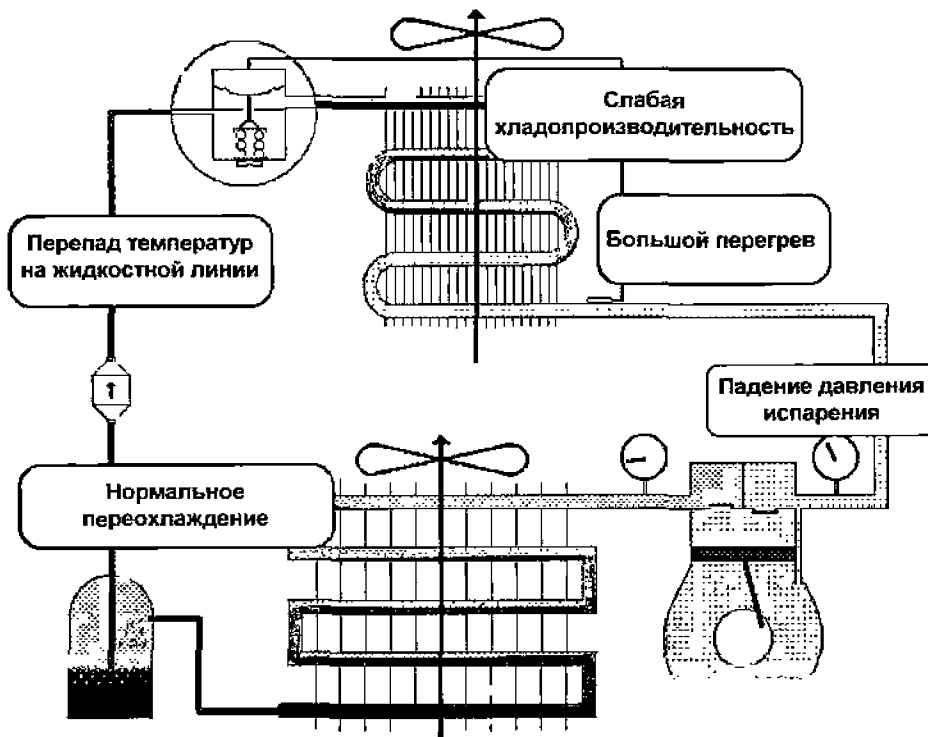 Слабая
хладопроизводительность
Перепад температур
на жидкостной линии
Большой перегрев
Падение давления
испарения
Нормальное
переохлаждение